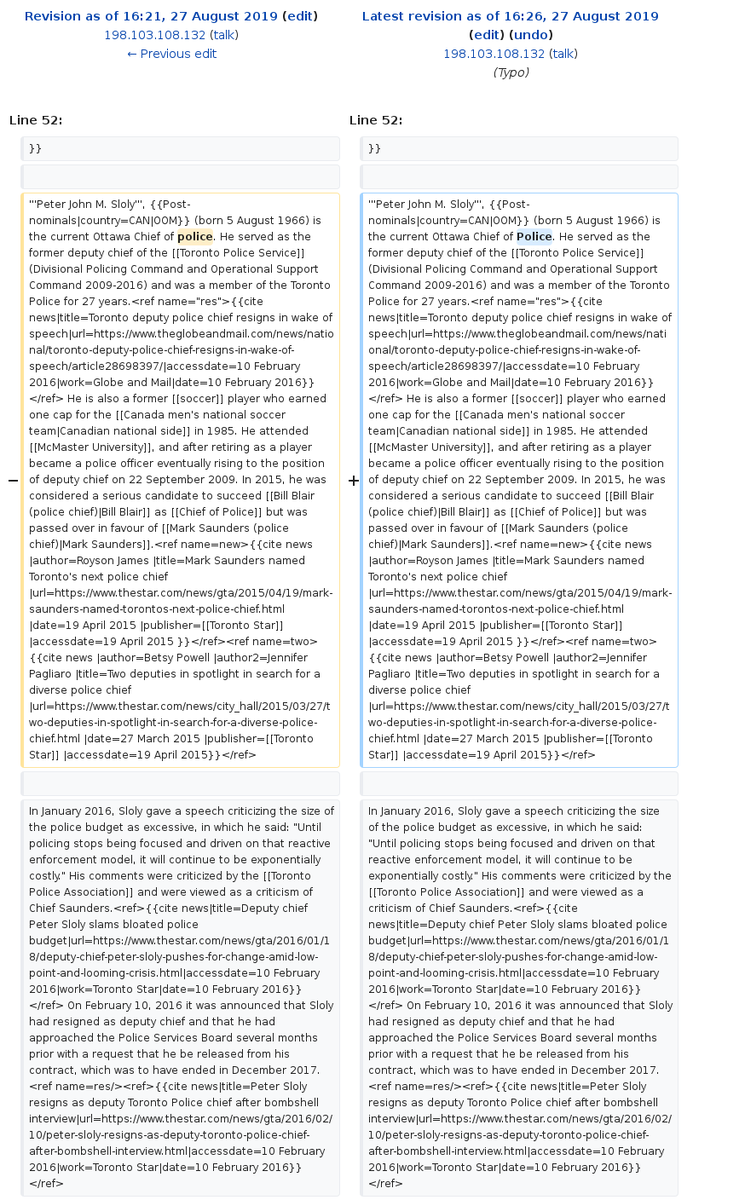 Revision as of 16:21, 27 August 2019 (edit)
198.103.108.132 (talk)
← Previous edit
Latest revision as of 16:26, 27 August 2019
(edit) (undo)
198.103.108.132 (talk)
(Typo)
Line 52:
Line 52:
}}
}}
−
'''Peter John M. Sloly''', {{Post-
nominals|country=CAN|OOM}} (born 5 August 1966) is
the current Ottawa Chief of police. He served as the
former deputy chief of the [[Toronto Police Service]]
(Divisional Policing Command and Operational Support
Command 2009-2016) and was a member of the Toronto
Police for 27 years.<ref name="res">{{cite
news|title=Toronto deputy police chief resigns in wake of
speech|url=https://www.theglobeandmail.com/news/natio
nal/toronto-deputy-police-chief-resigns-in-wake-of-
speech/article28698397/|accessdate=10 February
2016|work=Globe and Mail|date=10 February 2016}}
</ref> He is also a former [[soccer]] player who earned
one cap for the [[Canada men's national soccer
team|Canadian national side]] in 1985. He attended
[[McMaster University]], and after retiring as a player
became a police officer eventually rising to the position
of deputy chief on 22 September 2009. In 2015, he was
considered a serious candidate to succeed [[Bill Blair
(police chief)|Bill Blair]] as [[Chief of Police]] but was
passed over in favour of [[Mark Saunders (police
chief)|Mark Saunders]].<ref name=new>{{cite news
|author=Royson James |title=Mark Saunders named
Toronto's next police chief
|url=https://www.thestar.com/news/gta/2015/04/19/mark-
saunders-named-torontos-next-police-chief.html
|date=19 April 2015 |publisher=[[Toronto Star]]
|accessdate=19 April 2015 }}</ref><ref name=two>
{{cite news |author=Betsy Powell |author2=Jennifer
Pagliaro |title=Two deputies in spotlight in search for a
diverse police chief
|url=https://www.thestar.com/news/city_hall/2015/03/27/t
wo-deputies-in-spotlight-in-search-for-a-diverse-police-
chief.html |date=27 March 2015 |publisher=[[Toronto
Star]] |accessdate=19 April 2015}}</ref>
+
'''Peter John M. Sloly''', {{Post-
nominals|country=CAN|OOM}} (born 5 August 1966) is
the current Ottawa Chief of Police. He served as the
former deputy chief of the [[Toronto Police Service]]
(Divisional Policing Command and Operational Support
Command 2009-2016) and was a member of the Toronto
Police for 27 years.<ref name="res">{{cite
news|title=Toronto deputy police chief resigns in wake of
speech|url=https://www.theglobeandmail.com/news/nati
onal/toronto-deputy-police-chief-resigns-in-wake-of-
speech/article28698397/|accessdate=10 February
2016|work=Globe and Mail|date=10 February 2016}}
</ref> He is also a former [[soccer]] player who earned
one cap for the [[Canada men's national soccer
team|Canadian national side]] in 1985. He attended
[[McMaster University]], and after retiring as a player
became a police officer eventually rising to the position
of deputy chief on 22 September 2009. In 2015, he was
considered a serious candidate to succeed [[Bill Blair
(police chief)|Bill Blair]] as [[Chief of Police]] but was
passed over in favour of [[Mark Saunders (police
chief)|Mark Saunders]].<ref name=new>{{cite news
|author=Royson James |title=Mark Saunders named
Toronto's next police chief
|url=https://www.thestar.com/news/gta/2015/04/19/mark-
saunders-named-torontos-next-police-chief.html
|date=19 April 2015 |publisher=[[Toronto Star]]
|accessdate=19 April 2015 }}</ref><ref name=two>
{{cite news |author=Betsy Powell |author2=Jennifer
Pagliaro |title=Two deputies in spotlight in search for a
diverse police chief
|url=https://www.thestar.com/news/city_hall/2015/03/27/t
wo-deputies-in-spotlight-in-search-for-a-diverse-police-
chief.html |date=27 March 2015 |publisher=[[Toronto
Star]] |accessdate=19 April 2015}}</ref>
In January 2016, Sloly gave a speech criticizing the size of
the police budget as excessive, in which he said: "Until
policing stops being focused and driven on that reactive
enforcement model, it will continue to be exponentially
costly." His comments were criticized by the [[Toronto
Police Association]] and were viewed as a criticism of
Chief Saunders.<ref>{{cite news|title=Deputy chief
Peter Sloly slams bloated police
budget|url=https://www.thestar.com/news/gta/2016/01/1
8/deputy-chief-peter-sloly-pushes-for-change-amid-low-
point-and-looming-crisis.html|accessdate=10 February
2016|work=Toronto Star|date=10 February 2016}}
</ref> On February 10, 2016 it was announced that Sloly
had resigned as deputy chief and that he had
approached the Police Services Board several months
prior with a request that he be released from his
contract, which was to have ended in December 2017.
<ref name=res/><ref>{{cite news|title=Peter Sloly
resigns as deputy Toronto Police chief after bombshell
interview|url=https://www.thestar.com/news/gta/2016/02/
10/peter-sloly-resigns-as-deputy-toronto-police-chief-
after-bombshell-interview.html|accessdate=10 February
2016|work=Toronto Star|date=10 February 2016}}
</ref>
In January 2016, Sloly gave a speech criticizing the size
of the police budget as excessive, in which he said:
"Until policing stops being focused and driven on that
reactive enforcement model, it will continue to be
exponentially costly." His comments were criticized by the
[[Toronto Police Association]] and were viewed as a
criticism of Chief Saunders.<ref>{{cite
news|title=Deputy chief Peter Sloly slams bloated police
budget|url=https://www.thestar.com/news/gta/2016/01/1
8/deputy-chief-peter-sloly-pushes-for-change-amid-low-
point-and-looming-crisis.html|accessdate=10 February
2016|work=Toronto Star|date=10 February 2016}}
</ref> On February 10, 2016 it was announced that Sloly
had resigned as deputy chief and that he had
approached the Police Services Board several months
prior with a request that he be released from his
contract, which was to have ended in December 2017.
<ref name=res/><ref>{{cite news|title=Peter Sloly
resigns as deputy Toronto Police chief after bombshell
interview|url=https://www.thestar.com/news/gta/2016/02/
10/peter-sloly-resigns-as-deputy-toronto-police-chief-
after-bombshell-interview.html|accessdate=10 February
2016|work=Toronto Star|date=10 February 2016}}
</ref>